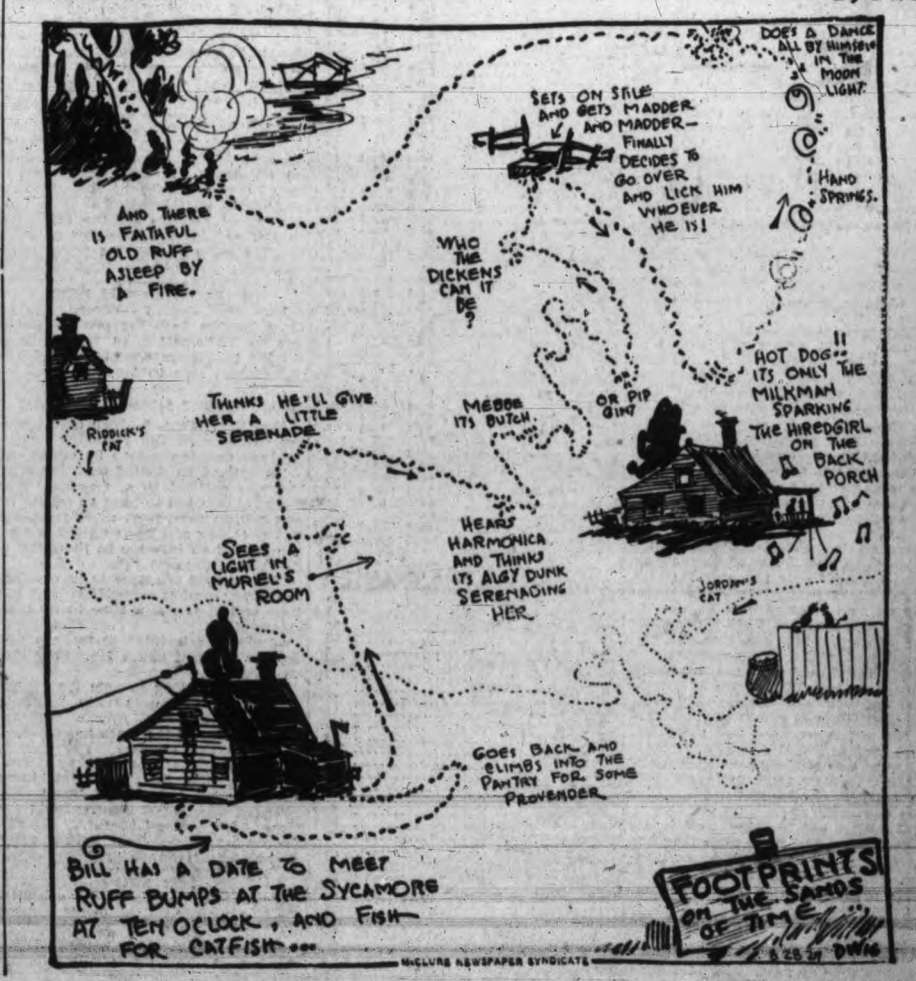 BILL HAS A DATE TO MEET
RUFF BUMPS AT THE SYCAMORE
AT TEN OCLOCK, AND FISH
FOR CATFISH...
GOES BACK AND
CLIMBS INTO THE
PANTRY FOR SOME
PROVENDER
SEES A
LIGHT IN
MURIEL'S
ROOM
THINKS HE'LL GIVE
HER A LITTLE
SERENADE
HEARS
HARMONICA
AND THINKS
ITS ALGY DUNK
SERENADING
HER
MEBBE
ITS BUTCH.
OR PIP
GINT
WHO
THE
DICKENS
CAN IT
BE
?
SETS ON STILE
AND GETS MADDER
AND MADDER—
FINALLY
DECIDES TO
GO OVER
AND LICK HIM
WHOEVER
HE IS!
HOT DOG!!
ITS ONLY THE
MILKMAN
SPARKING
THE HIREDGIRL
ON THE
BACK
PORCH
HAND
SPRINGS.
DOES A DANCE
ALL BY HIMSELF
IN THE
MOON
LIGHT.
AND THERE
IS FAITHFUL
OLD RUFF
ASLEEP BY
A FIRE.
RIDDICK'S
CAT
JORDAN'S
CAT
FOOTPRINTS
ON THE SANDS
OF TIME
DWIG
McCLURE NEWSPAPER SYNDICATE